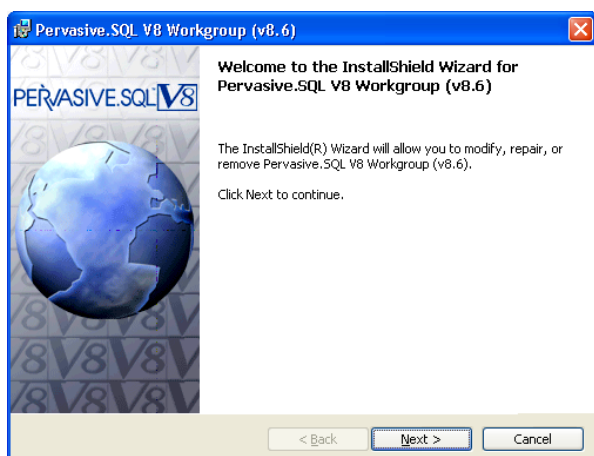 Pervasive.SQL V8 Workgroup (v8.6)
PERVASIVE.SQL V8
Welcome to the InstallShield Wizard for
Pervasive.SQL V8 Workgroup (v8.6)
The InstallShield(R) Wizard will allow you to modify, repair, or
remove Pervasive.SQL V8 Workgroup (v8.6).
Click Next to continue.
< Back
Next >
Cancel